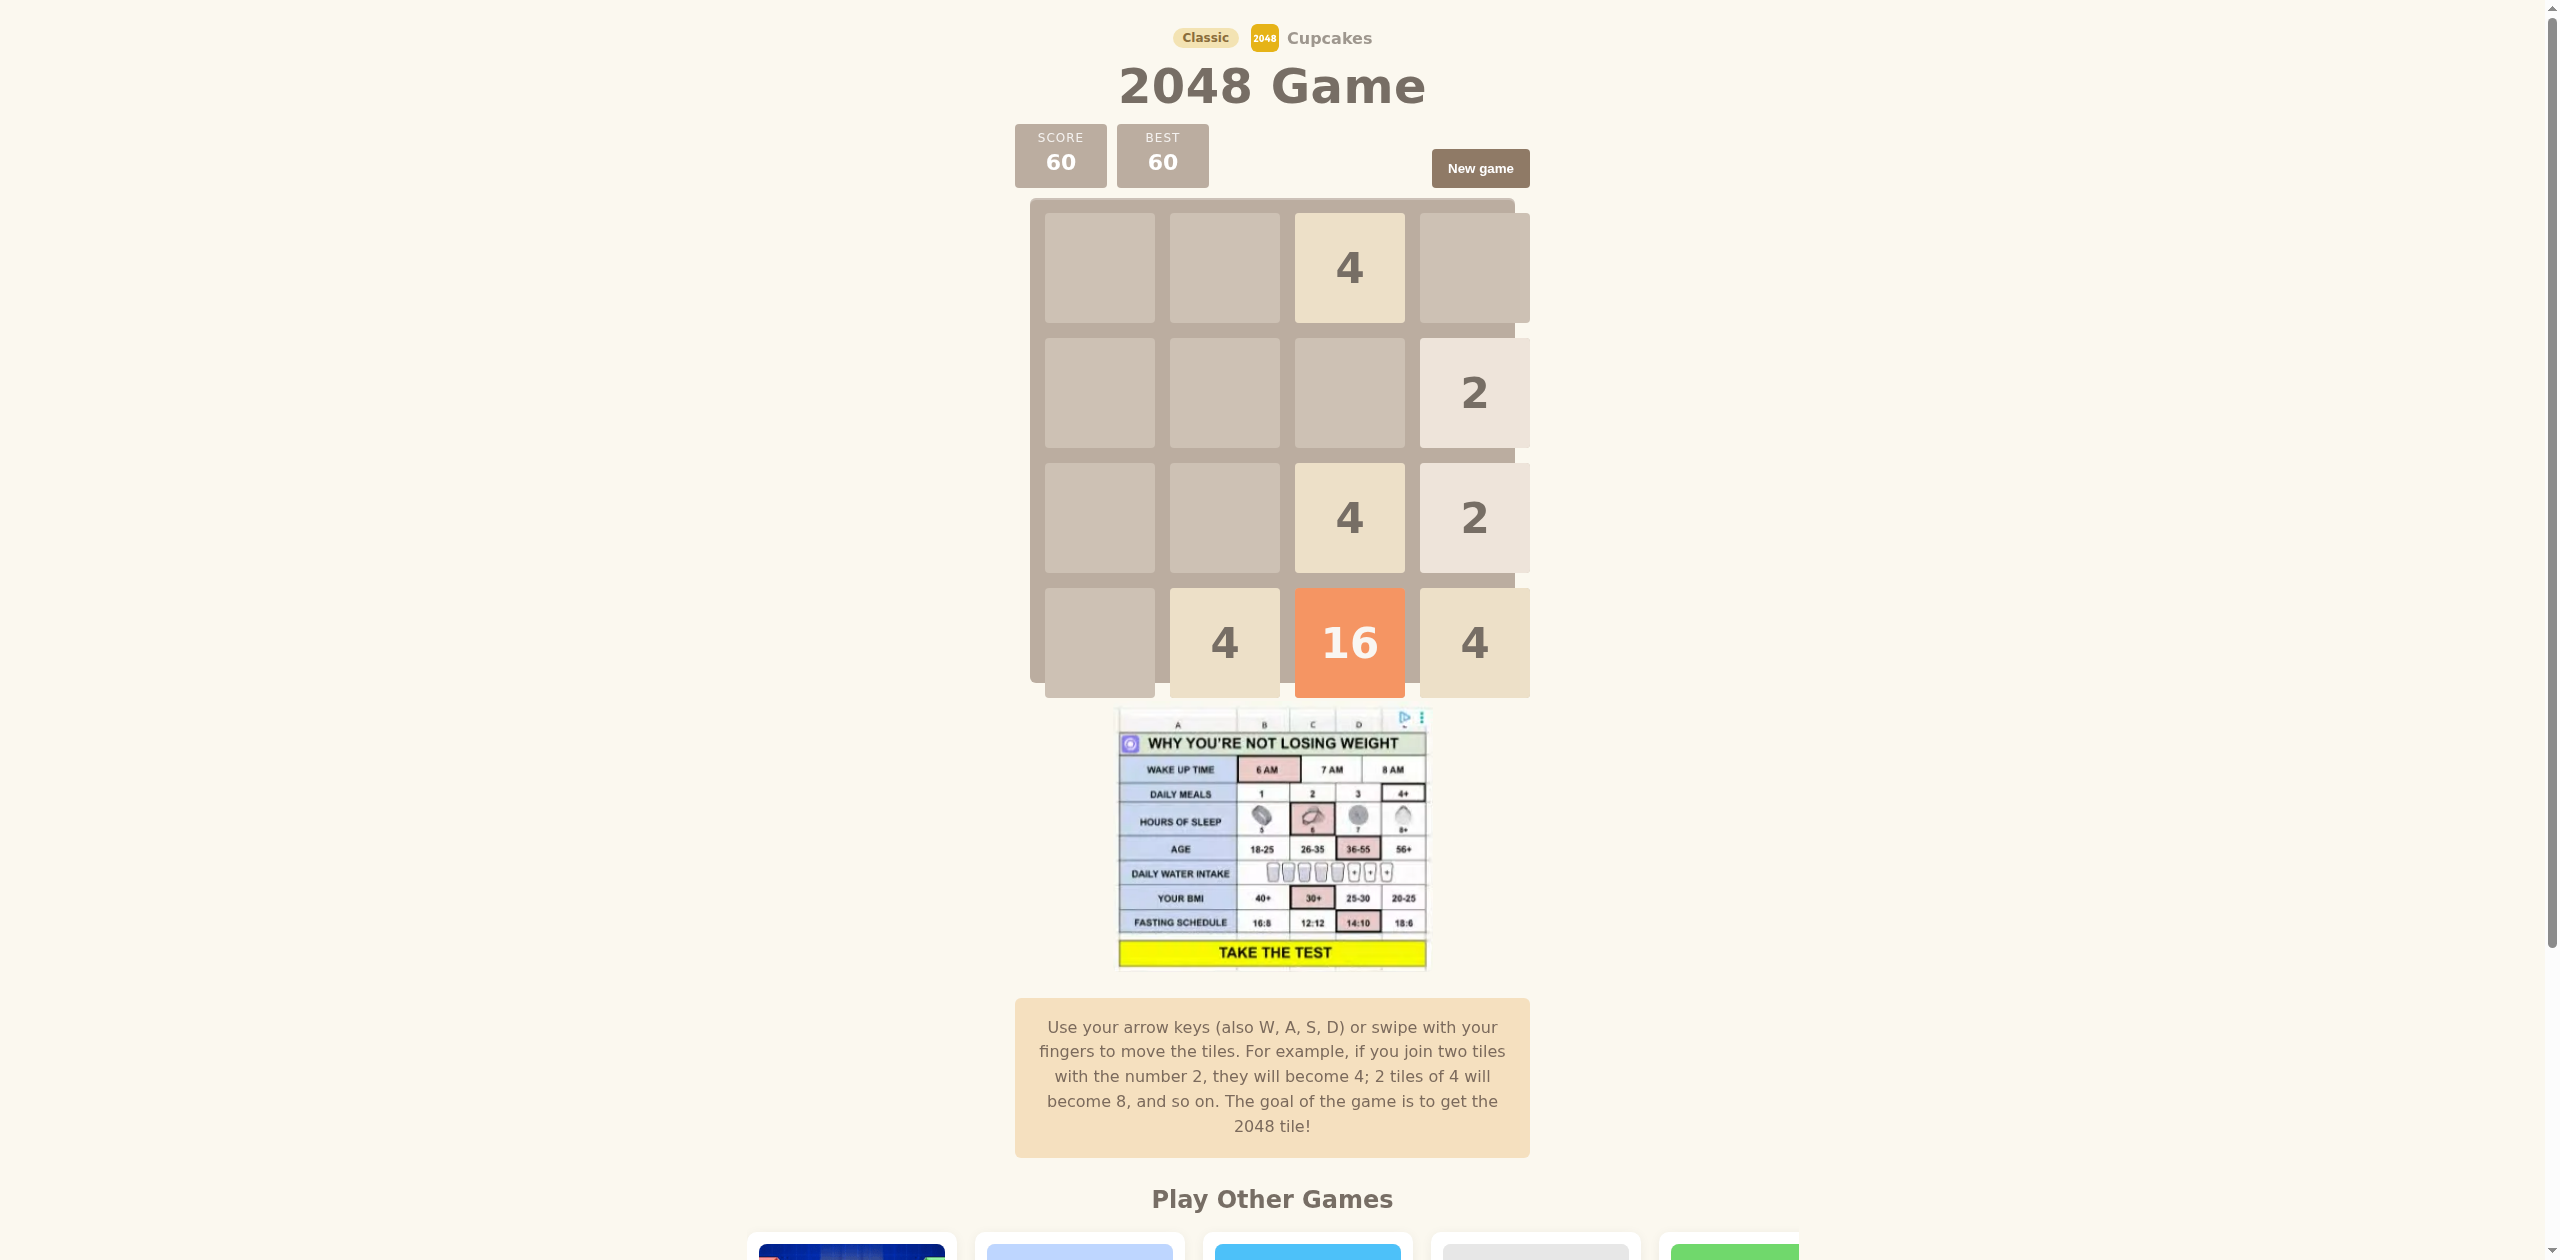 Classic 2048 Cupcakes
2048 Game
SCORE BEST
60 60
New game
4
2
4 2
4 16 4
A B C D
WHY YOU'RE NOT LOSING WEIGHT
WAKE UP TIME 6 AM 7 AM 8 AM
DAILY MEALS 1 2 3 4+
HOURS OF SLEEP 5 6 7 8+
AGE 18-25 26-35 36-55 56+
DAILY WATER INTAKE + + +
YOUR BMI 40+ 30+ 25-30 20-25
FASTING SCHEDULE 16:8 12:12 14:10 18:6
TAKE THE TEST
Use your arrow keys (also W, A, S, D) or swipe with your
fingers to move the tiles. For example, if you join two tiles
with the number 2, they will become 4; 2 tiles of 4 will
become 8, and so on. The goal of the game is to get the
2048 tile!
Play Other Games